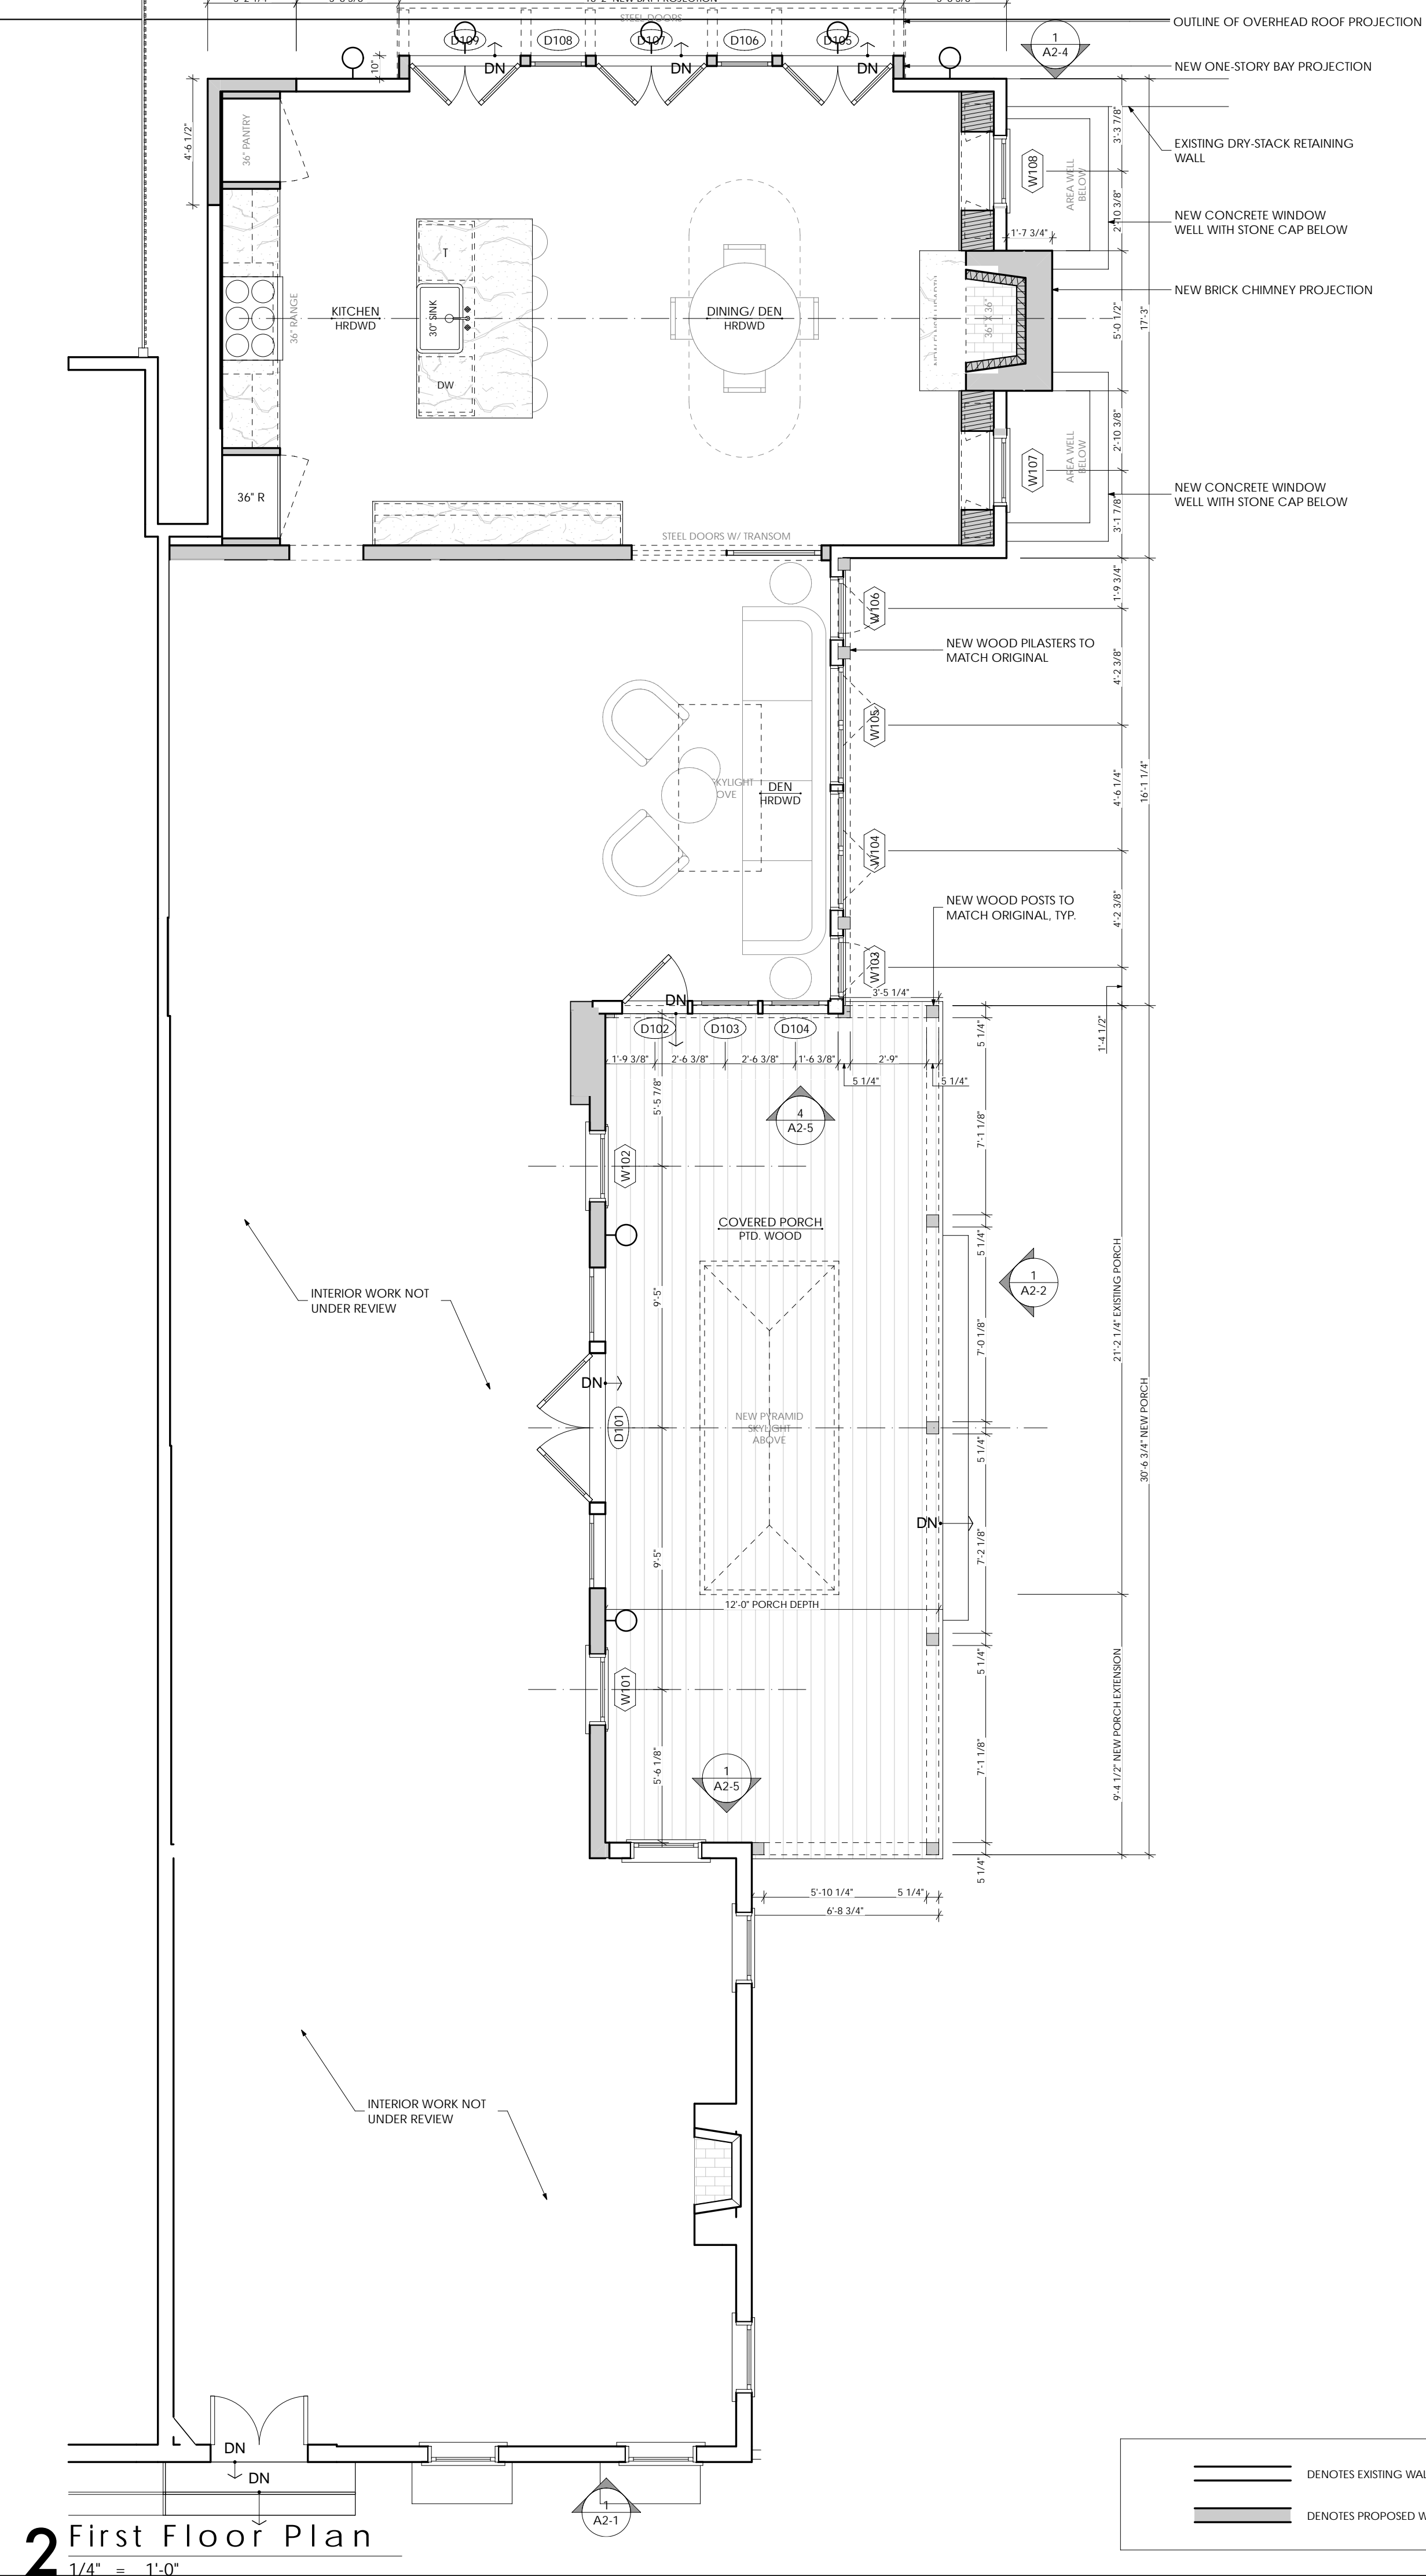 STEEL DOORS
OUTLINE OF OVERHEAD ROOF PROJECTION
D109
D108
D107
D106
D105
1
A2-4
10"
DN
DN
DN
NEW ONE-STORY BAY PROJECTION
4'-6 1/2"
36" PANTRY
3'-3 7/8"
EXISTING DRY-STACK RETAINING
WALL
W108
AREA WELL
BELOW
2'-10 3/8"
NEW CONCRETE WINDOW
WELL WITH STONE CAP BELOW
1'-7 3/4"
T
NEW BRICK CHIMNEY PROJECTION
36" RANGE
KITCHEN
HRDWD
30" SINK
DINING/ DEN
HRDWD
36" X 36"
5'-0 1/2"
17'-3"
DW
W107
AREA WELL
BELOW
2'-10 3/8"
36" R
NEW CONCRETE WINDOW
WELL WITH STONE CAP BELOW
3'-1 7/8"
STEEL DOORS W/ TRANSOM
1'-9 3/4"
W106
NEW WOOD PILASTERS TO
MATCH ORIGINAL
4'-2 3/8"
W105
DEN
HRDWD
4'-6 1/4"
16'-1 1/4"
W104
NEW WOOD POSTS TO
MATCH ORIGINAL, TYP.
4'-2 3/8"
W103
3'-5 1/4"
DN
D102
D103
D104
5 1/4"
1'-4 1/2"
1'-9 3/8"
2'-6 3/8"
2'-6 3/8"
1'-6 3/8"
2'-9"
5 1/4"
5 1/4"
5'-5 7/8"
4
A2-5
7'-1 1/8"
W102
COVERED PORCH
PTD. WOOD
5 1/4"
1
A2-2
INTERIOR WORK NOT
UNDER REVIEW
9'-5"
7'-0 1/8"
21'-2 1/4" EXISTING PORCH
DN
D101
NEW PYRAMID
SKYLIGHT
ABOVE
5 1/4"
30'-6 3/4" NEW PORCH
DN
9'-5"
7'-2 1/8"
12'-0" PORCH DEPTH
W101
5 1/4"
9'-4 1/2" NEW PORCH EXTENSION
5'-6 1/8"
1
A2-5
7'-1 1/8"
5 1/4"
5'-10 1/4"
5 1/4"
6'-8 3/4"
INTERIOR WORK NOT
UNDER REVIEW
DN
DN
1
A2-1
DENOTES EXISTING
DENOTES PROPOSED
2 First Floor Plan
1/4" = 1'-0"